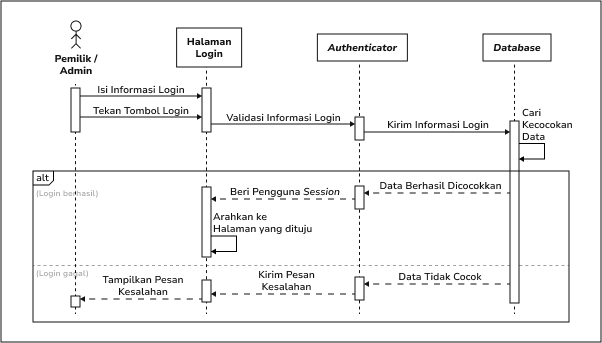 Pemilik /
Admin
Halaman
Login
Authenticator
Database
Isi Informasi Login
Tekan Tombol Login
Validasi Informasi Login
Kirim Informasi Login
Cari
Kecocokan
Data
alt
(Login berhasil)
Data Berhasil Dicocokkan
Beri Pengguna Session
Arahkan ke
Halaman yang dituju
(Login gagal)
Data Tidak Cocok
Kirim Pesan
Kesalahan
Tampilkan Pesan
Kesalahan